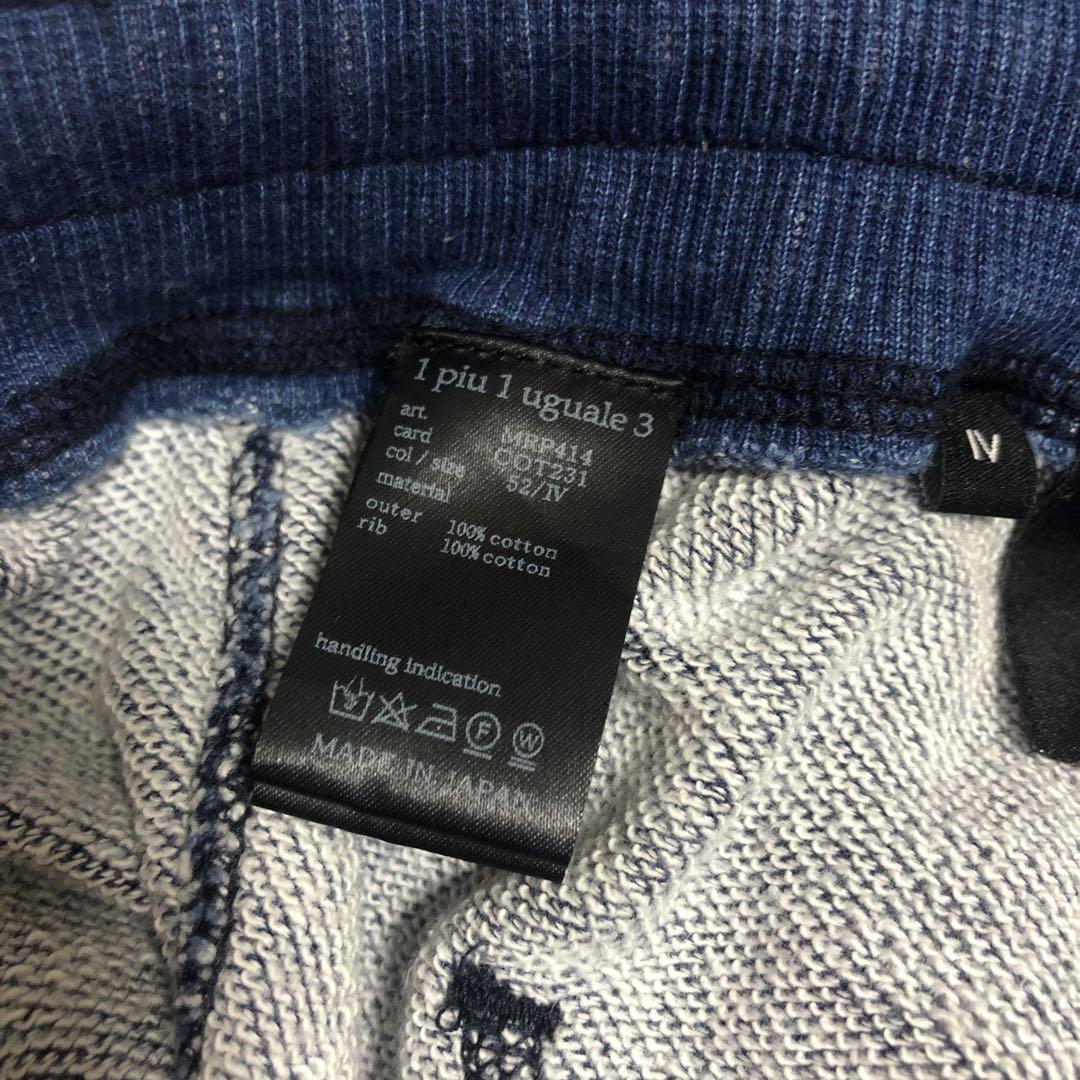 1 piu 1 uguale 3
art. MRP414
card COT231
col / size 52/IV
material
outer 100% cotton
rib 100% cotton
handling indication
F W
MADE IN JAPAN
IV